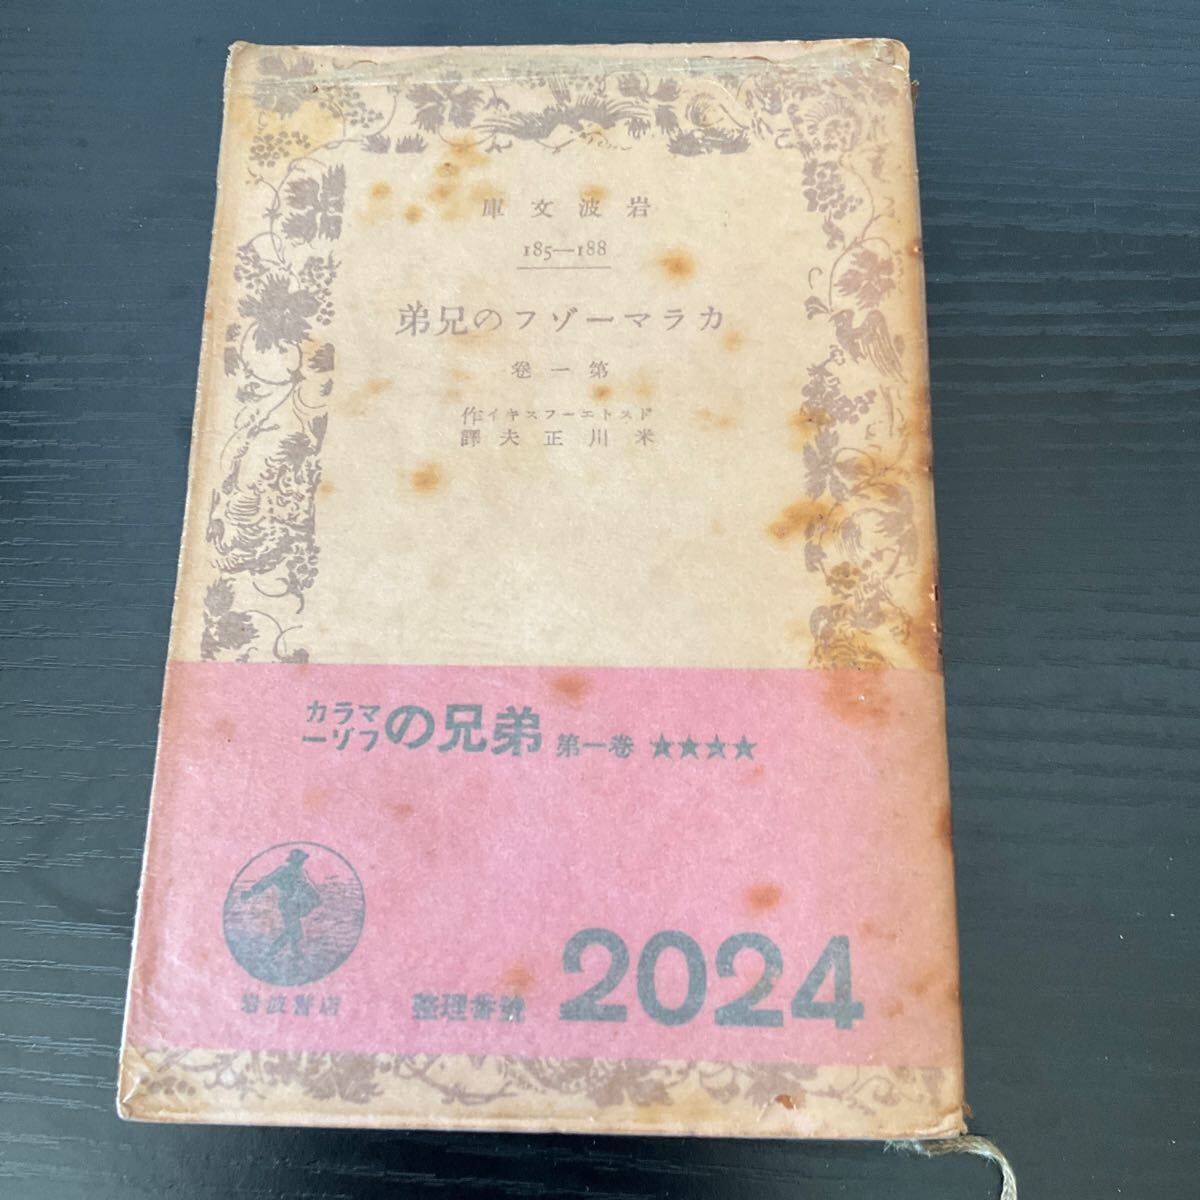 岩波文庫
185—188
カラマーゾフの兄弟
第一卷
ドストエーフスキイ作
米川正夫譯
カラマーゾフの兄弟 第一卷 ★★★★
岩波書店
整理番號 2024